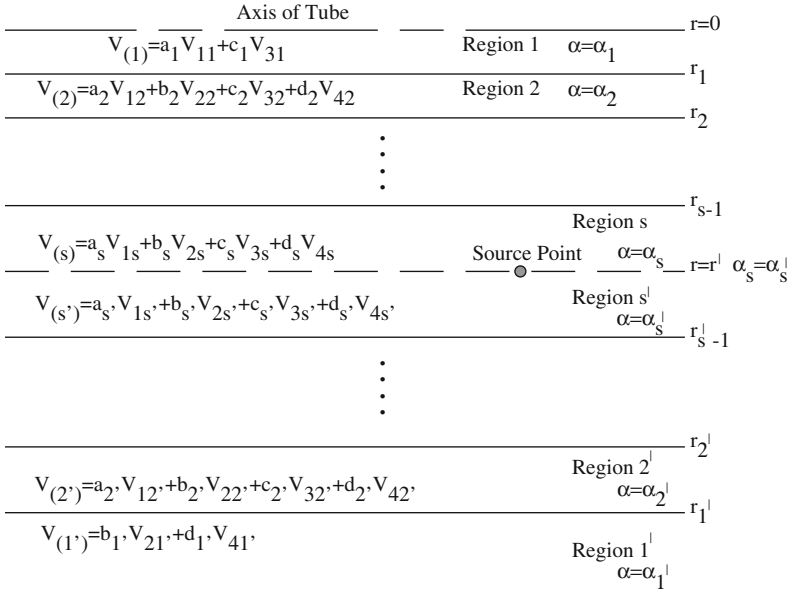 Axis of Tube
r=0
V(1)=a1V11+c1V31 Region 1 α=α1
r1
V(2)=a2V12+b2V22+c2V32+d2V42 Region 2 α=α2
r2
rs-1
Region s
V(s)=asV1s+bsV2s+csV3s+dsV4s Source Point α=αs
r=r' αs=αs'
V(s')=as'V1s'+bs'V2s'+cs'V3s'+ds'V4s' Region s'
α=αs'
rs'-1
r2'
Region 2'
V(2')=a2'V12'+b2'V22'+c2'V32'+d2'V42' α=α2'
r1'
V(1')=b1'V21'+d1'V41' Region 1'
α=α1'